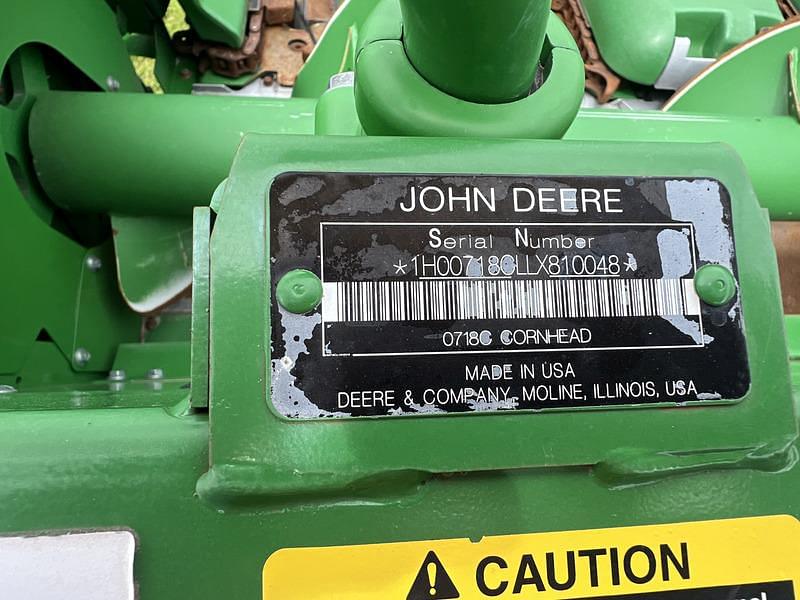 JOHN DEERE
Serial Number
*1H00718CLLX810048*
0718C CORNHEAD
MADE IN USA
DEERE & COMPANY, MOLINE, ILLINOIS, USA
CAUTION